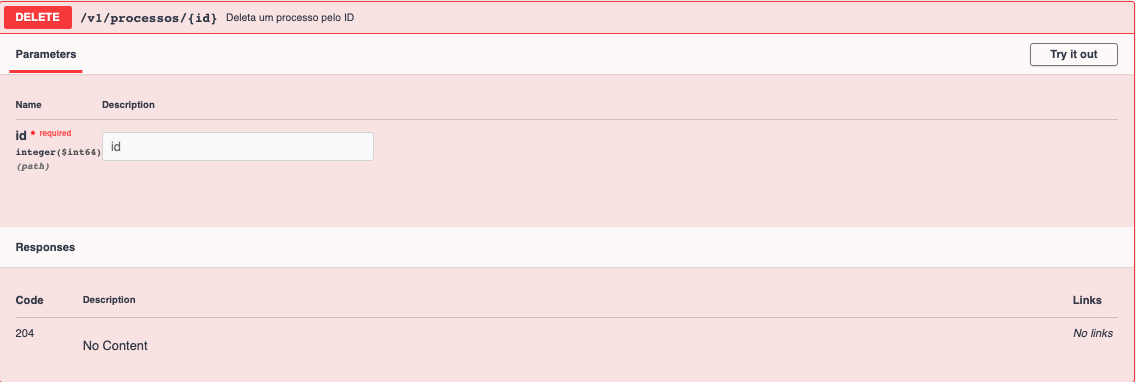 DELETE /v1/processos/{id} Deleta um processo pelo ID
Parameters Try it out
Name Description
id * required
integer($int64)
(path)
id
Responses
Code Description Links
204 No links
No Content